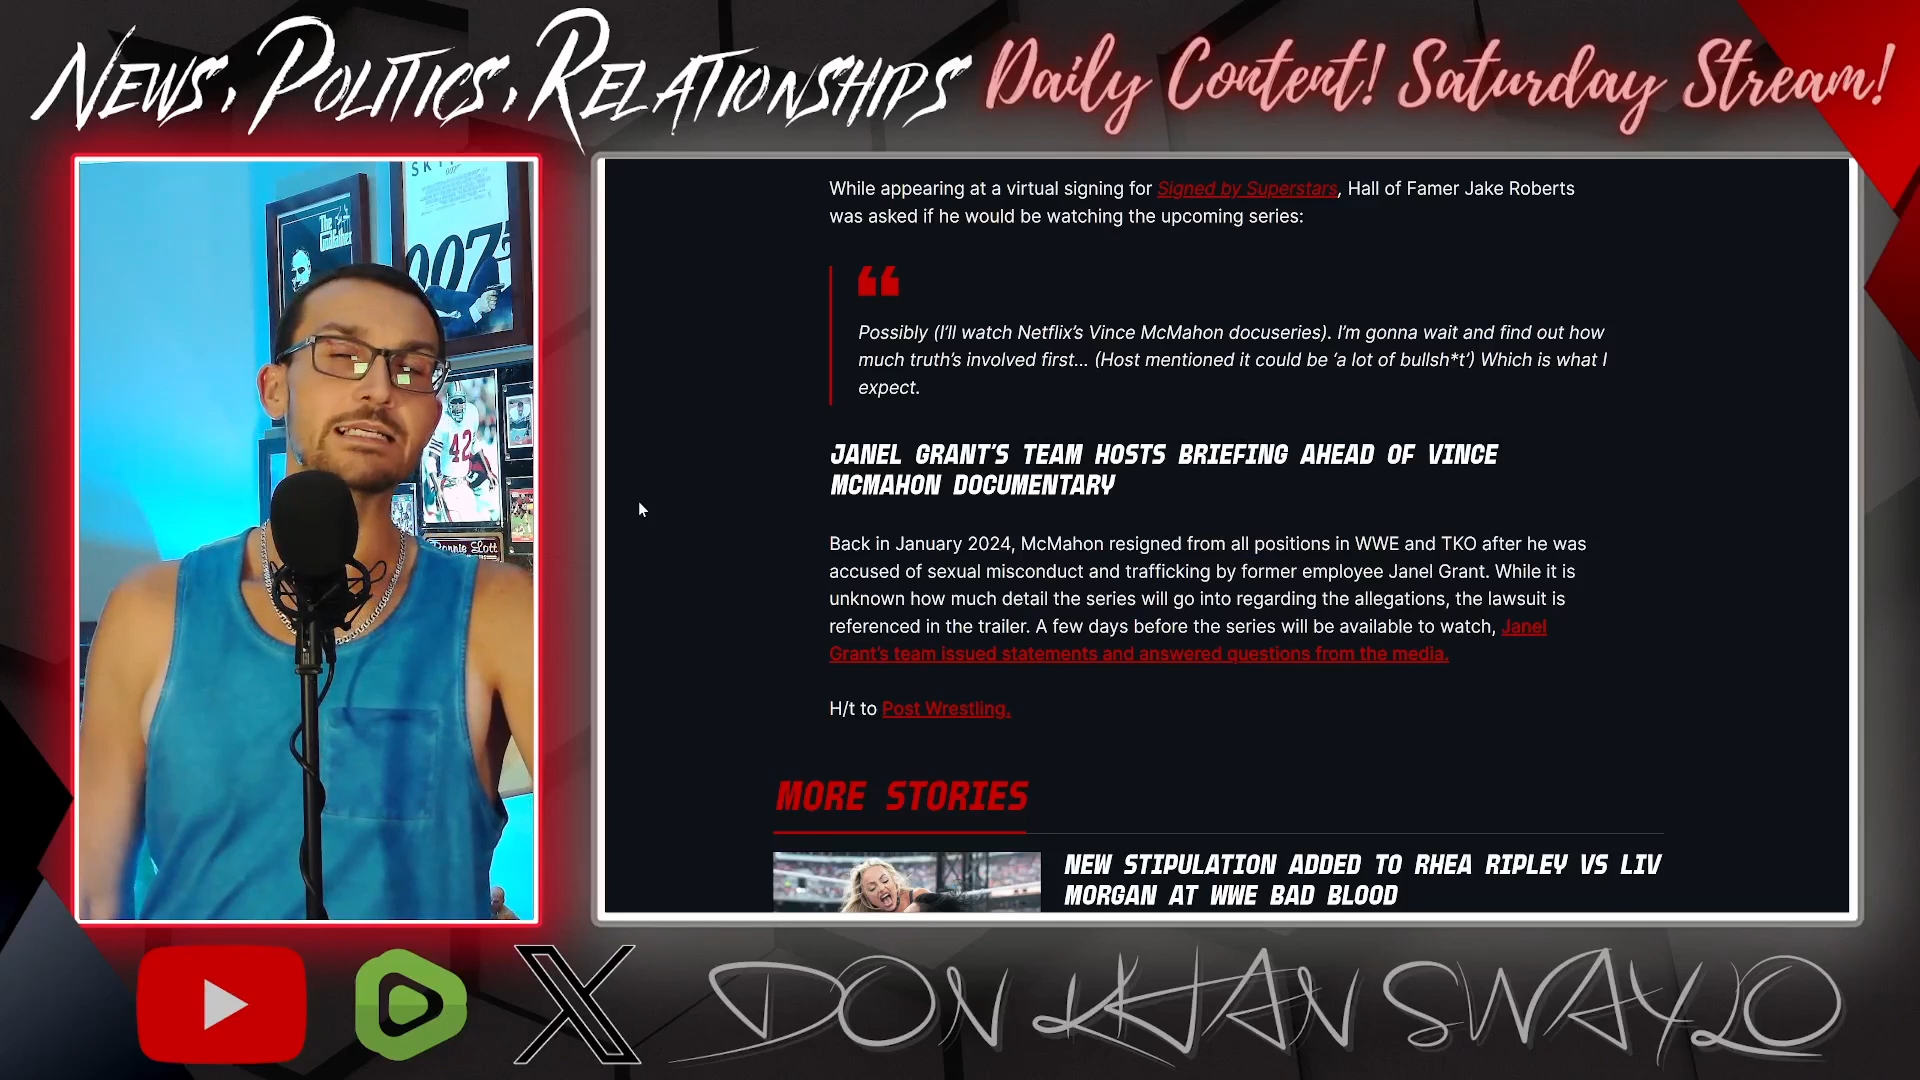 NEWS, POLITICS, RELATIONSHIPS
Daily Content! Saturday Stream!
SKY
007
The
Godfather
007
42
Ronnie Lott
While appearing at a virtual signing for Signed by Superstars, Hall of Famer Jake Roberts
was asked if he would be watching the upcoming series:
“
Possibly (I’ll watch Netflix’s Vince McMahon docuseries). I’m gonna wait and find out how
much truth’s involved first... (Host mentioned it could be ‘a lot of bullsh*t’) Which is what I
expect.
JANEL GRANT’S TEAM HOSTS BRIEFING AHEAD OF VINCE
MCMAHON DOCUMENTARY
Back in January 2024, McMahon resigned from all positions in WWE and TKO after he was
accused of sexual misconduct and trafficking by former employee Janel Grant. While it is
unknown how much detail the series will go into regarding the allegations, the lawsuit is
referenced in the trailer. A few days before the series will be available to watch, Janel
Grant’s team issued statements and answered questions from the media.
H/t to Post Wrestling.
MORE STORIES
NEW STIPULATION ADDED TO RHEA RIPLEY VS LIV
MORGAN AT WWE BAD BLOOD
X
DON KHAN SWAYLO